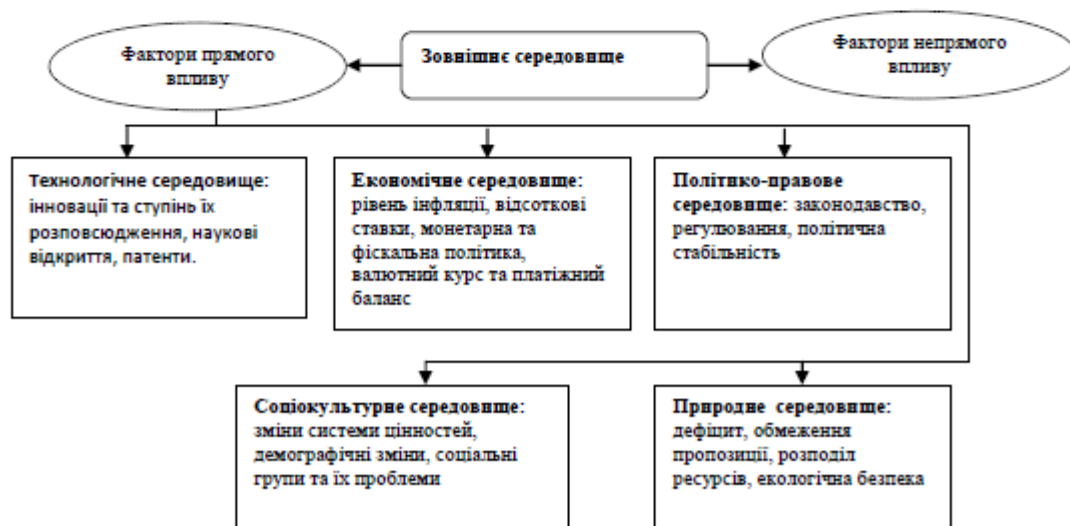 Фактори прямого
впливу
Зовнішнє середовище
Фактори непрямого
впливу
Технологічне середовище:
інновації та ступінь їх
розповсюдження, наукові
відкриття, патенти.
Економічне середовище:
рівень інфляції, відсоткові
ставки, монетарна та
фіскальна політика,
валютний курс та платіжний
баланс
Політико-правове
середовище: законодавство,
регулювання, політична
стабільність
Соціокультурне середовище:
зміни системи цінностей,
демографічні зміни, соціальні
групи та їх проблеми
Природне середовище:
дефіцит, обмеження
пропозиції, розподіл
ресурсів, екологічна безпека